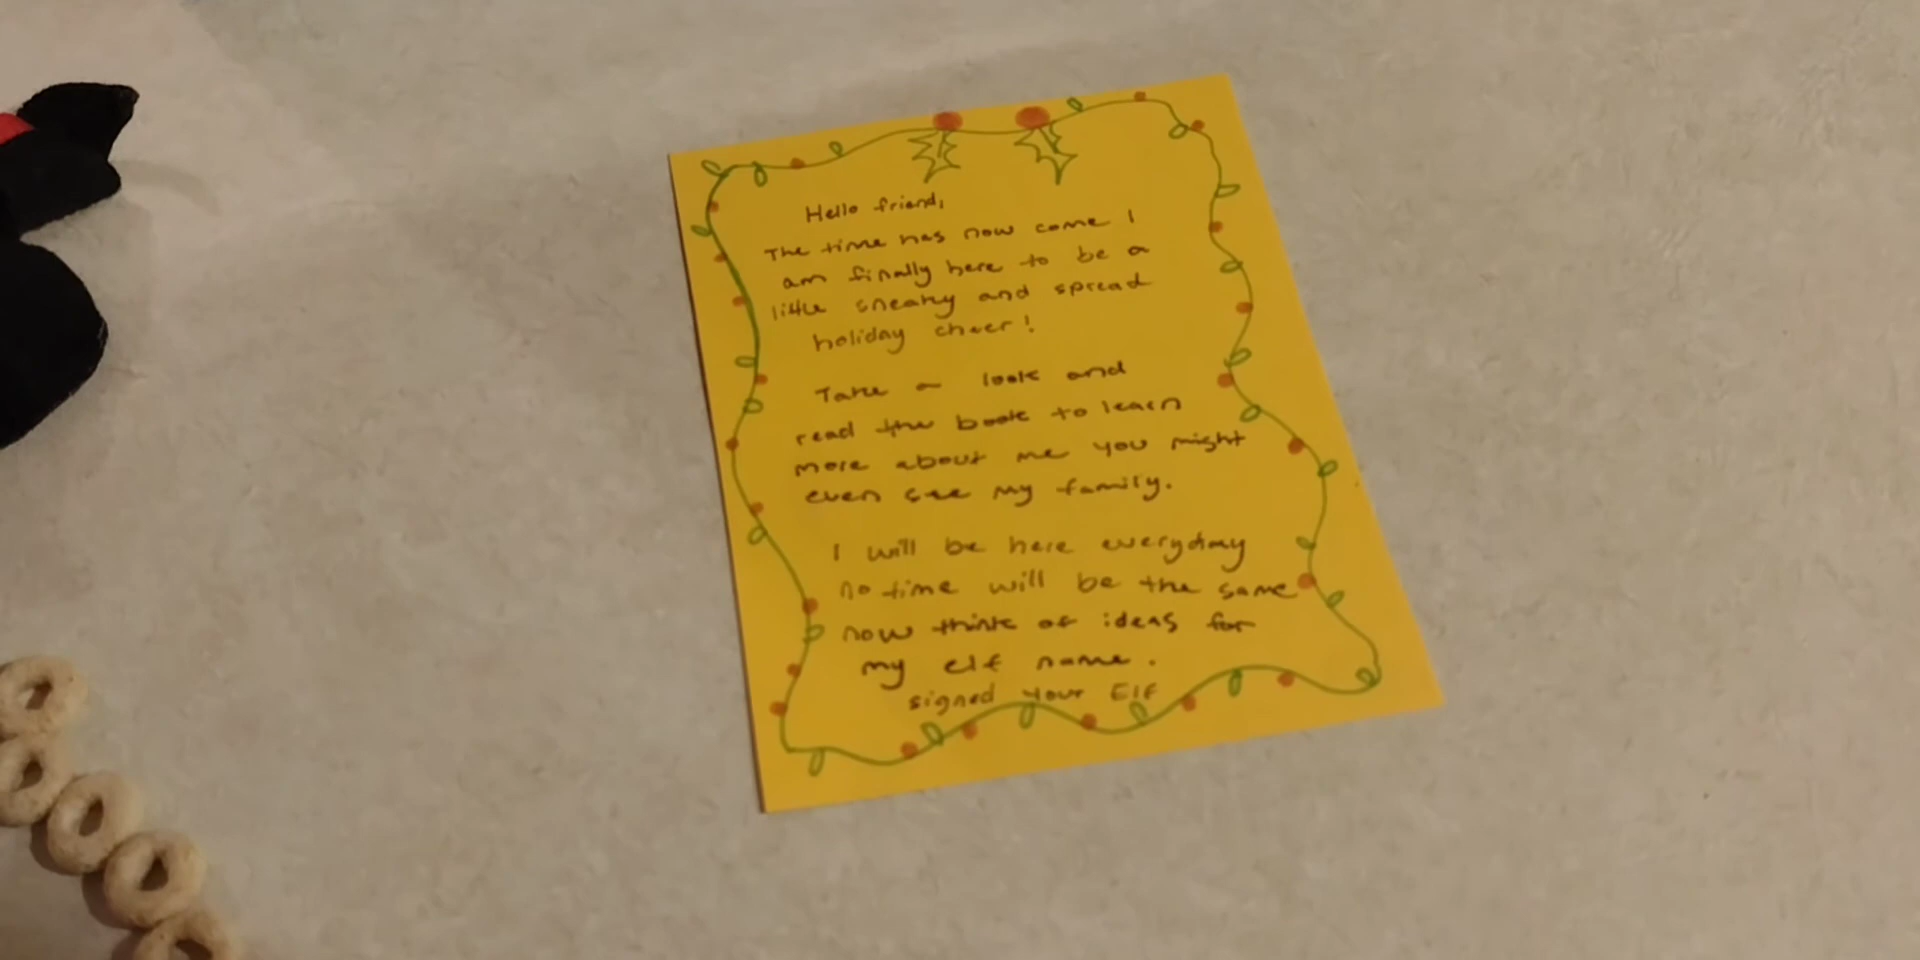 Hello friend,
The time has now come I
am finally here to be a
little sneaky and spread
holiday cheer!
Take a look and
read the book to learn
more about me you might
even see my family.
I will be here everyday
no time will be the same
now think of ideas for
my elf name.
signed your Elf